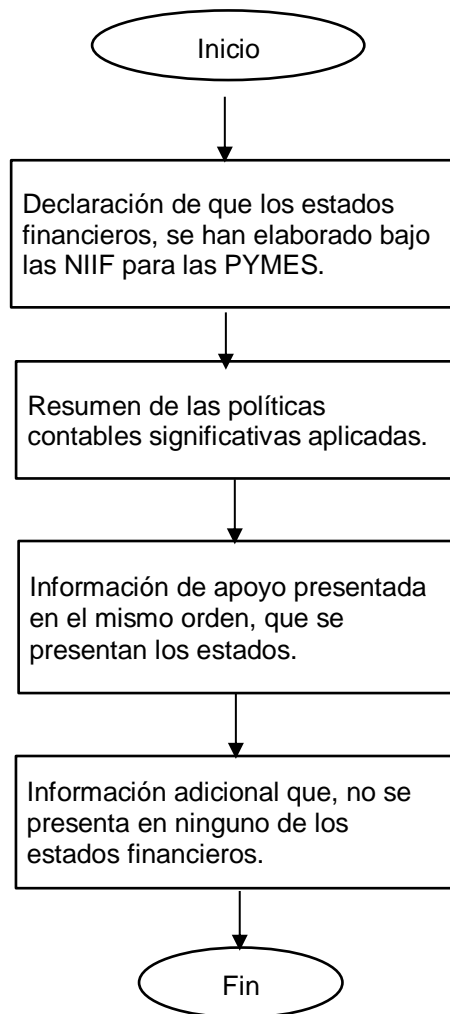 Inicio
Declaración de que los estados
financieros, se han elaborado bajo
las NIIF para las PYMES.
Resumen de las políticas
contables significativas aplicadas.
Información de apoyo presentada
en el mismo orden, que se
presentan los estados.
Información adicional que, no se
presenta en ninguno de los
estados financieros.
Fin